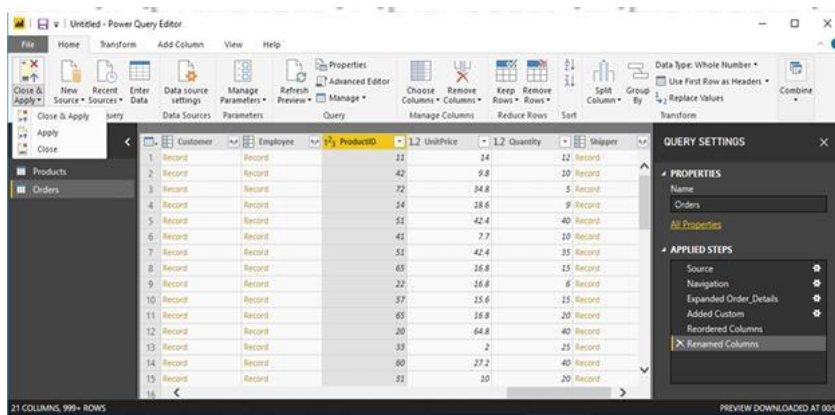 Untitled - Power Query Editor
File Home Transform Add Column View Help
Close & Apply
New Source
Recent Sources
Enter Data
Data source settings
Manage Parameters
Refresh Preview
Properties
Advanced Editor
Manage
Choose Columns
Remove Columns
Keep Rows
Remove Rows
Split Column
Group By
Data Type: Whole Number
Use First Row as Headers
Replace Values
Combine
Data Sources Parameters Query Manage Columns Reduce Rows Sort Transform
Close & Apply
Apply
Close
Products
Orders
Customer Employee ProductID 1.2 UnitPrice 1.2 Quantity Shipper
1 Record Record 11 14 12 Record
2 Record Record 42 9.8 10 Record
3 Record Record 72 34.8 5 Record
4 Record Record 14 18.6 9 Record
5 Record Record 51 42.4 40 Record
6 Record Record 41 7.7 10 Record
7 Record Record 51 42.4 35 Record
8 Record Record 65 16.8 15 Record
9 Record Record 22 16.8 6 Record
10 Record Record 57 15.6 15 Record
11 Record Record 65 16.8 20 Record
12 Record Record 20 64.8 40 Record
13 Record Record 33 2 25 Record
14 Record Record 60 27.2 40 Record
15 Record Record 31 10 20 Record
16
QUERY SETTINGS
PROPERTIES
Name
Orders
All Properties
APPLIED STEPS
Source
Navigation
Expanded Order_Details
Added Custom
Reordered Columns
Renamed Columns
21 COLUMNS, 999+ ROWS
PREVIEW DOWNLOADED AT